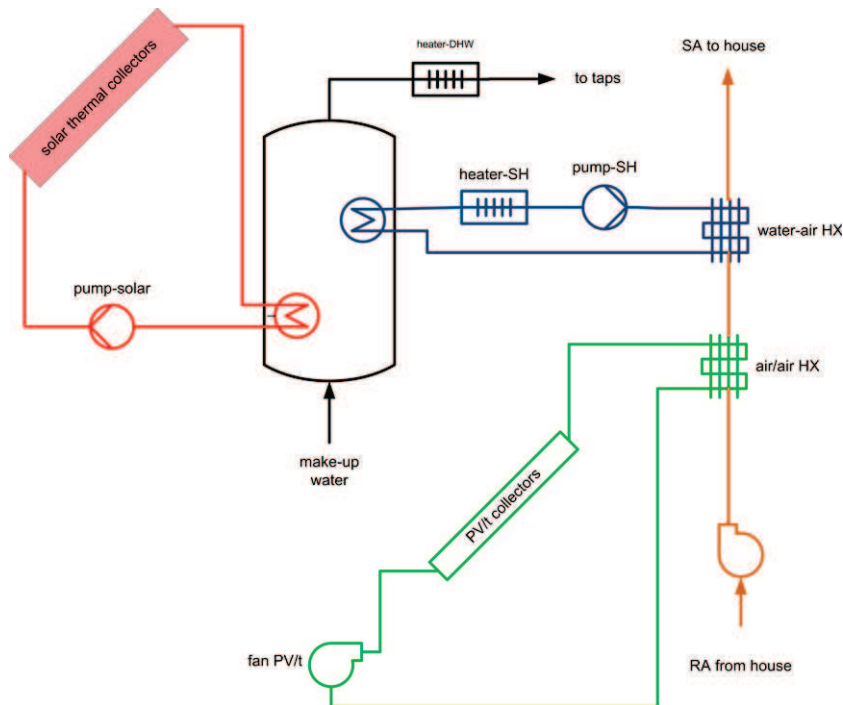 heater-DHW
SA to house
to taps
solar thermal collectors
heater-SH
pump-SH
water-air HX
pump-solar
air/air HX
make-up
water
PV/t collectors
fan PV/t
RA from house